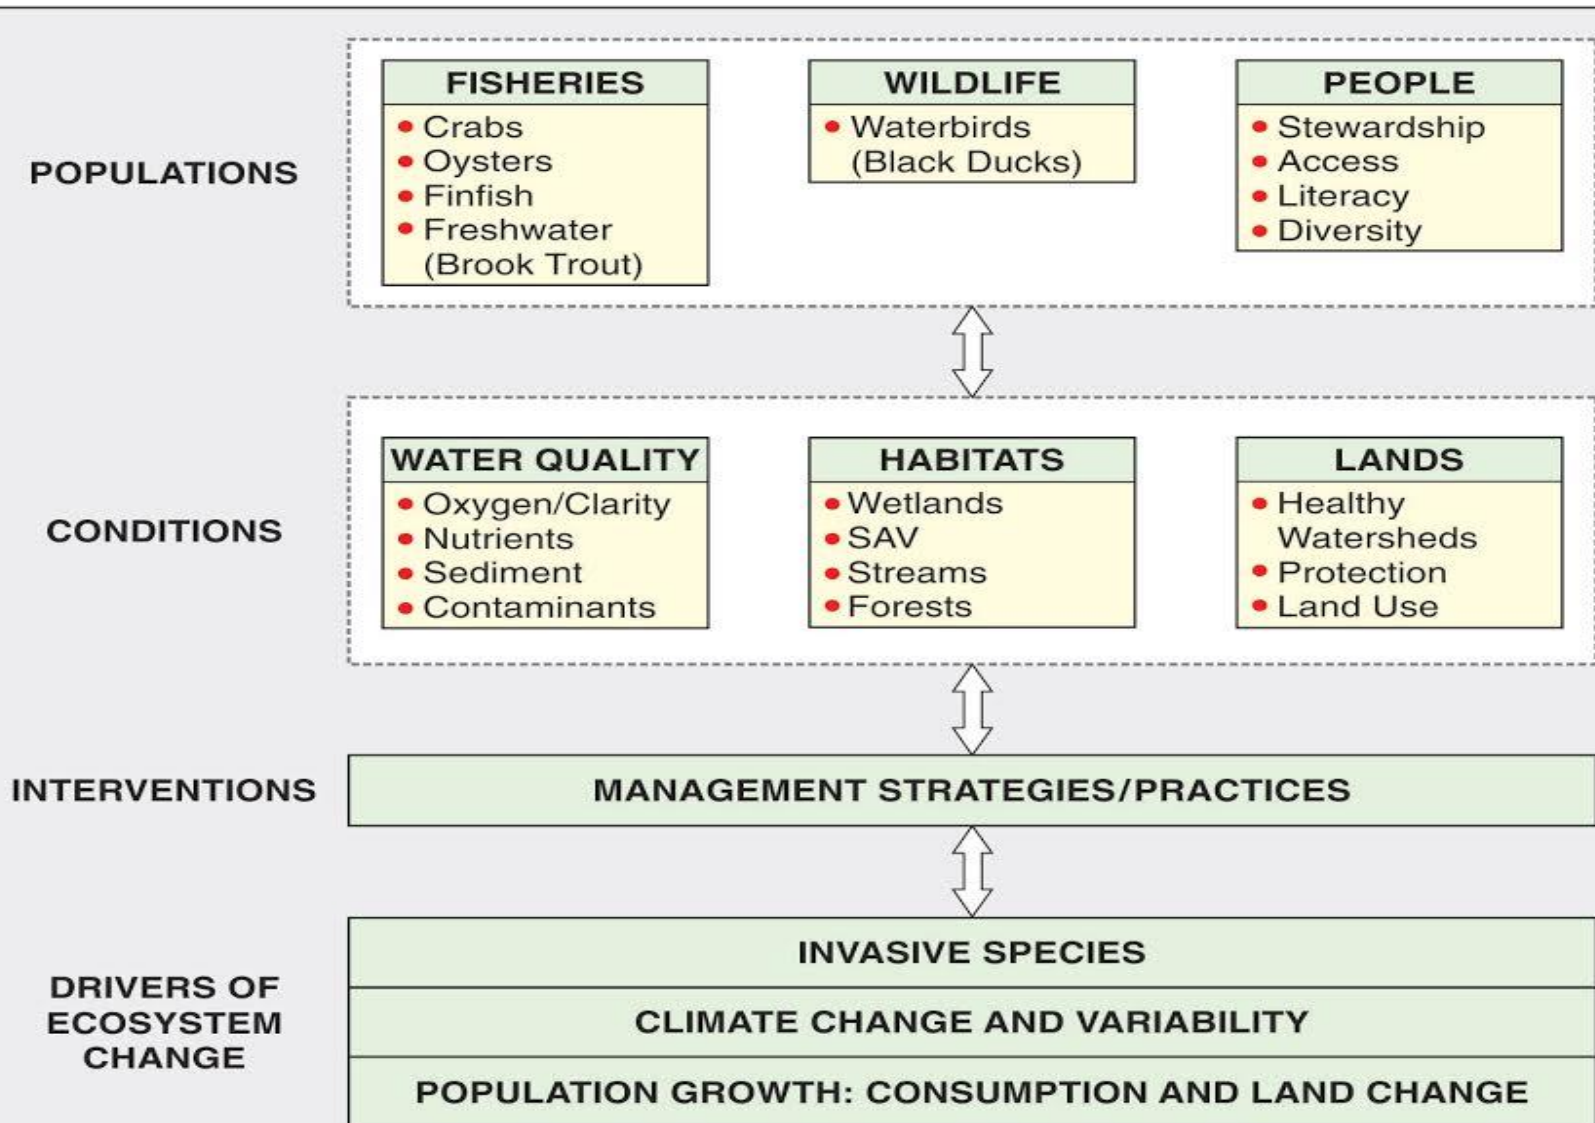 POPULATIONS
FISHERIES
• Crabs
• Oysters
• Finfish
• Freshwater
(Brook Trout)
WILDLIFE
• Waterbirds
(Black Ducks)
PEOPLE
• Stewardship
• Access
• Literacy
• Diversity
CONDITIONS
WATER QUALITY
• Oxygen/Clarity
• Nutrients
• Sediment
• Contaminants
HABITATS
• Wetlands
• SAV
• Streams
• Forests
LANDS
• Healthy
Watersheds
• Protection
• Land Use
INTERVENTIONS
MANAGEMENT STRATEGIES/PRACTICES
DRIVERS OF
ECOSYSTEM
CHANGE
INVASIVE SPECIES
CLIMATE CHANGE AND VARIABILITY
POPULATION GROWTH: CONSUMPTION AND LAND CHANGE